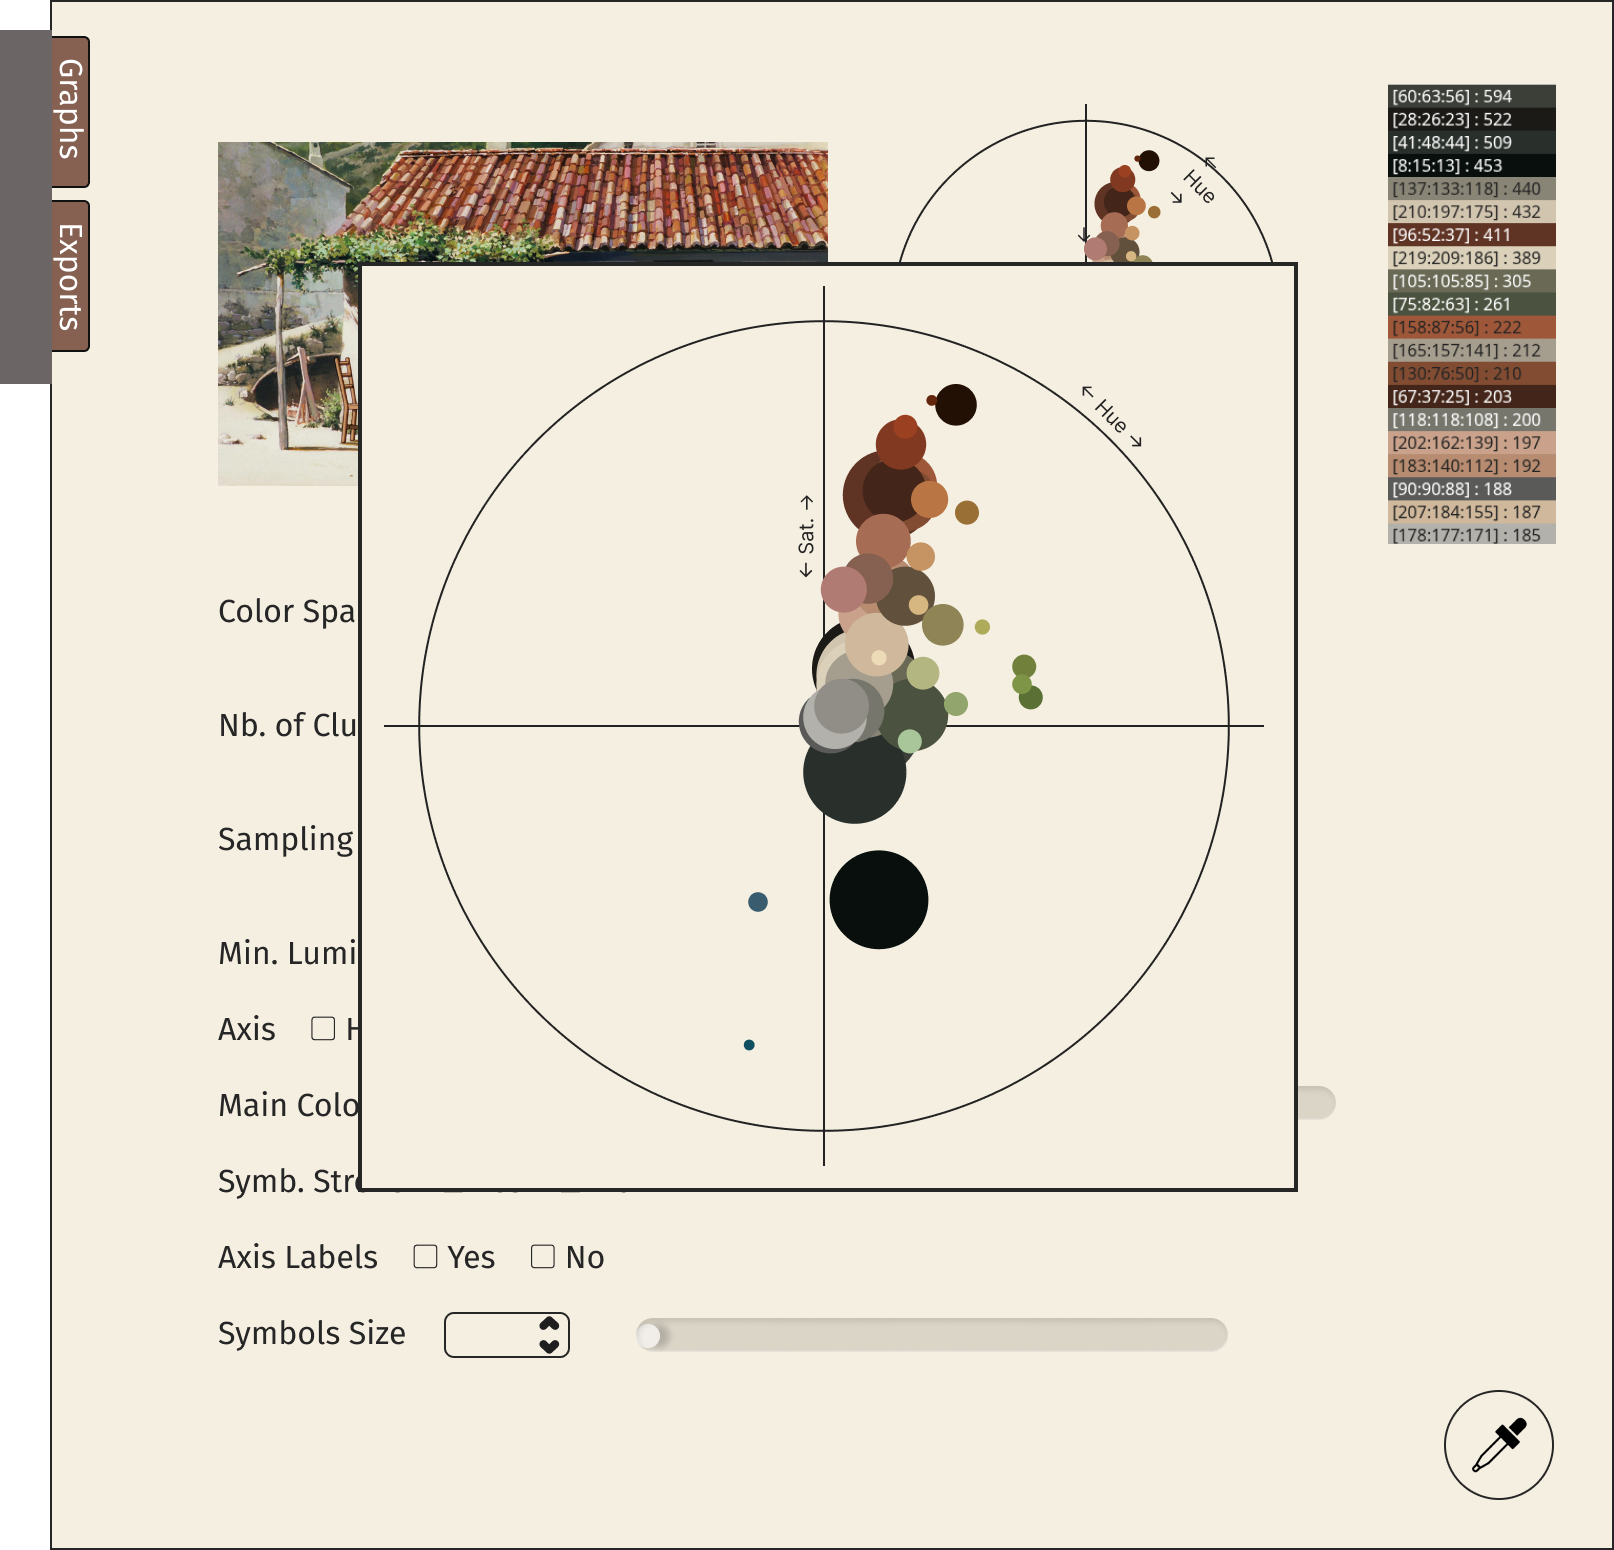 Graphs
Exports
[60:63:56] : 594
[28:26:23] : 522
[41:48:44] : 509
[8:15:13] : 453
[137:133:118] : 440
[210:197:175] : 432
[96:52:37] : 411
[219:209:186] : 389
[105:105:85] : 305
[75:82:63] : 261
[158:87:56] : 222
[165:157:141] : 212
[130:76:50] : 210
[67:37:25] : 203
[118:118:108] : 200
[202:162:139] : 197
[183:140:112] : 192
[90:90:88] : 188
[207:184:155] : 187
[178:177:171] : 185
← Hue →
← Hue →
← Sat. →
Color Spa
Nb. of Clu
Sampling
Min. Lumi
Axis
Main Colo
Symb. Str
Axis Labels Yes No
Symbols Size